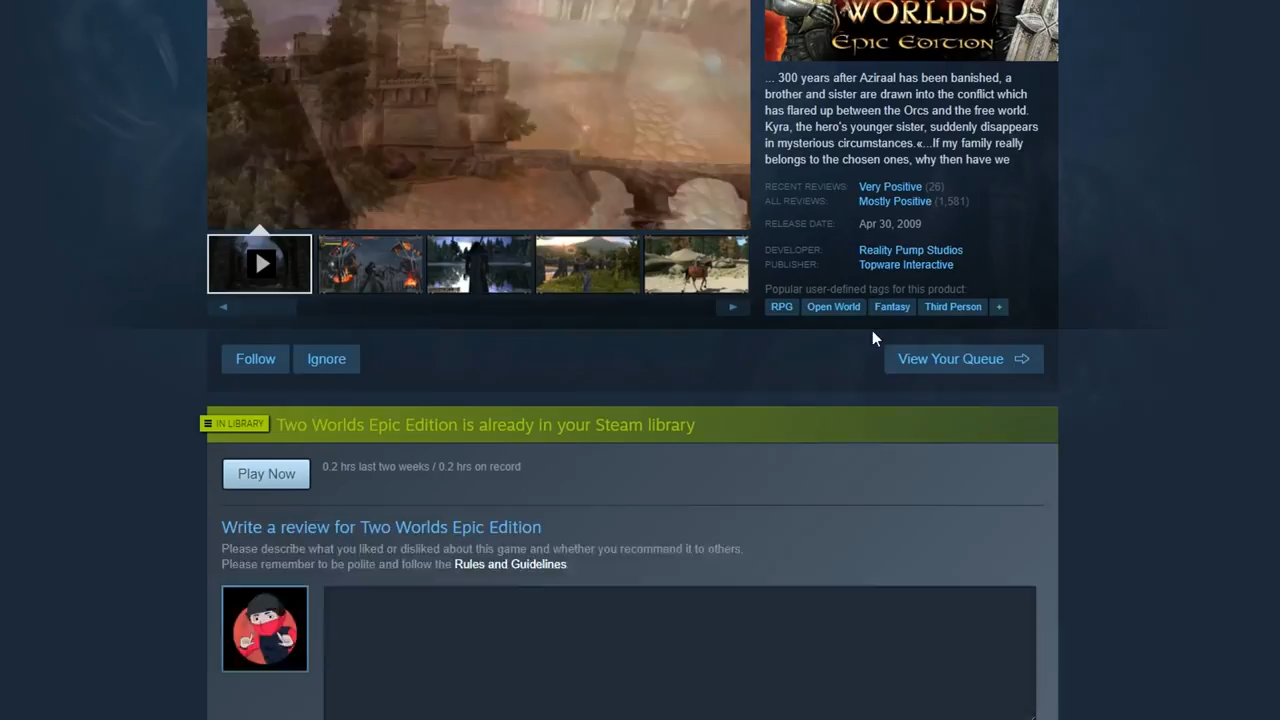 WORLDS
EPIC EDITION
... 300 years after Aziraal has been banished, a
brother and sister are drawn into the conflict which
has flared up between the Orcs and the free world.
Kyra, the hero's younger sister, suddenly disappears
in mysterious circumstances.«...If my family really
belongs to the chosen ones, why then have we
RECENT REVIEWS: Very Positive (26)
ALL REVIEWS: Mostly Positive (1,581)
RELEASE DATE: Apr 30, 2009
DEVELOPER: Reality Pump Studios
PUBLISHER: Topware Interactive
Popular user-defined tags for this product:
RPG Open World Fantasy Third Person +
Follow Ignore View Your Queue
IN LIBRARY Two Worlds Epic Edition is already in your Steam library
Play Now 0.2 hrs last two weeks / 0.2 hrs on record
Write a review for Two Worlds Epic Edition
Please describe what you liked or disliked about this game and whether you recommend it to others.
Please remember to be polite and follow the Rules and Guidelines